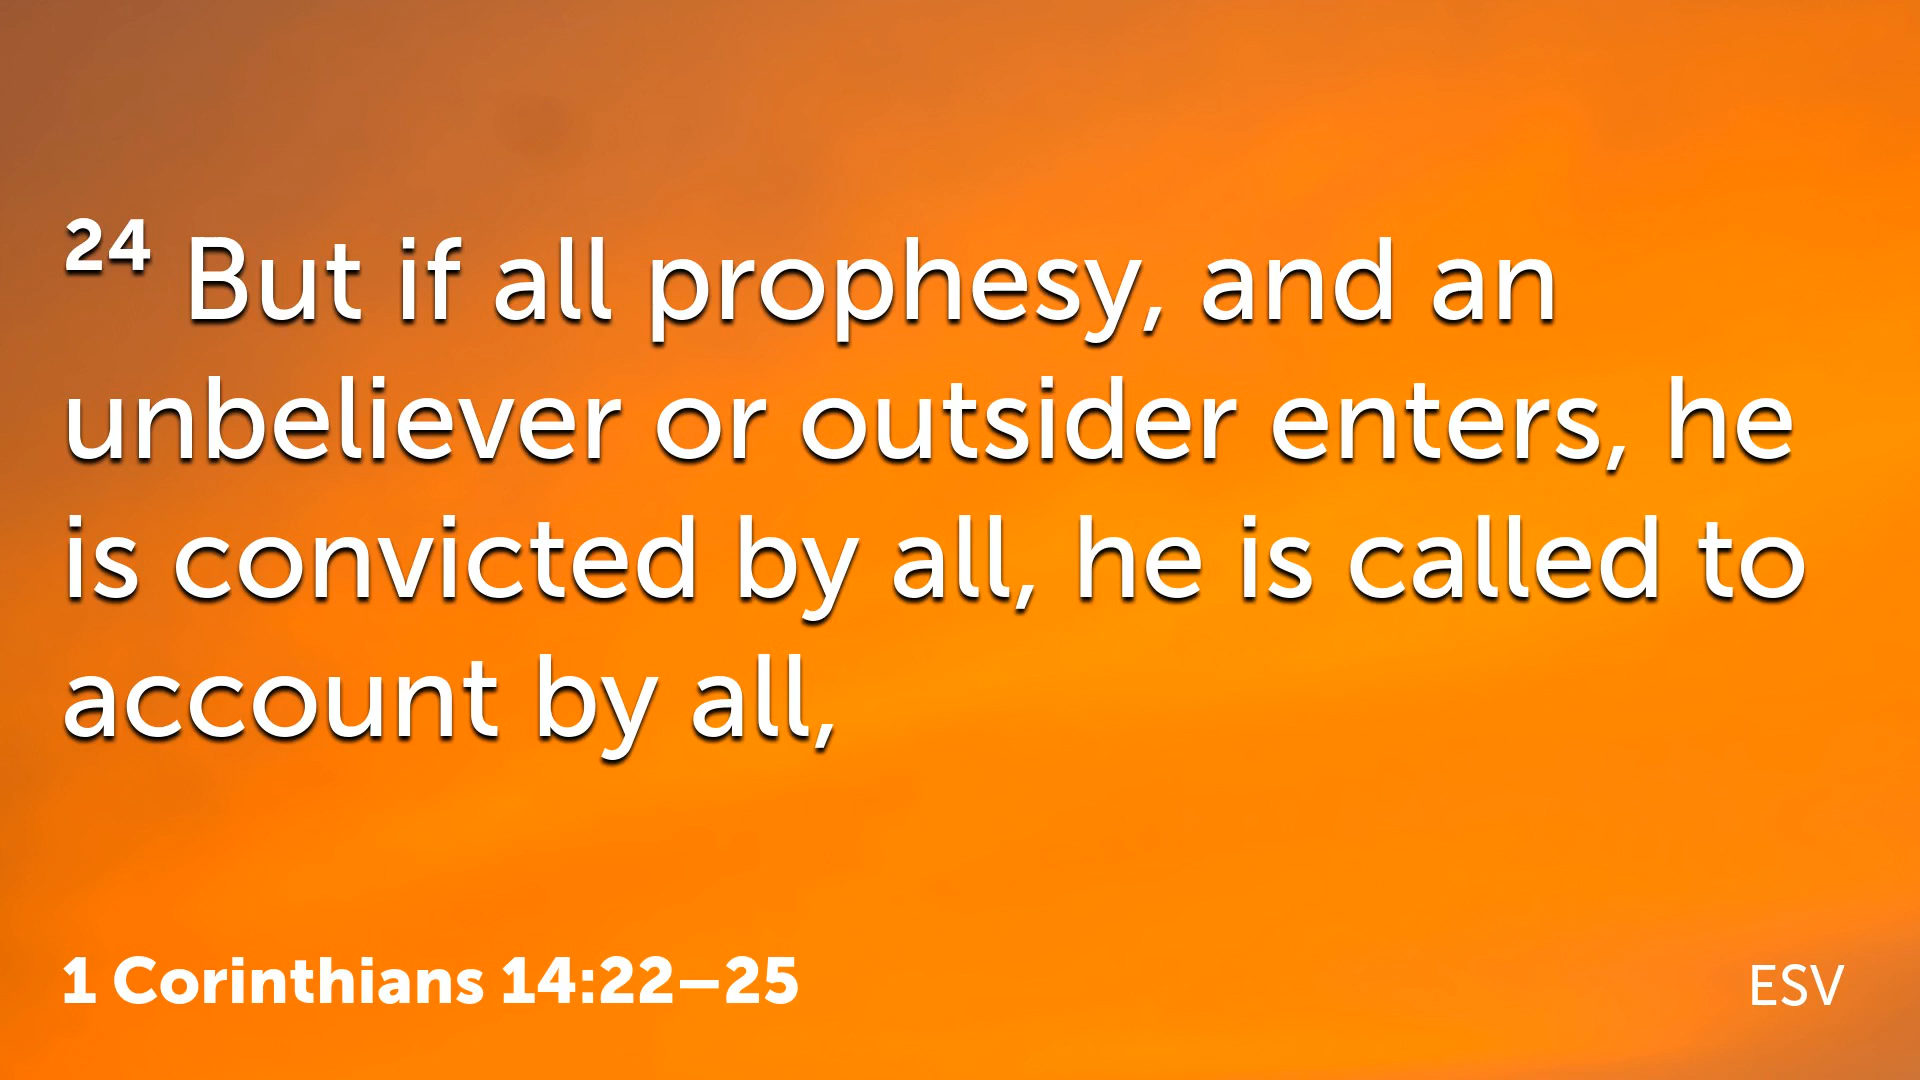 24 But if all prophesy, and an
unbeliever or outsider enters, he
is convicted by all, he is called to
account by all,
1 Corinthians 14:22–25
ESV